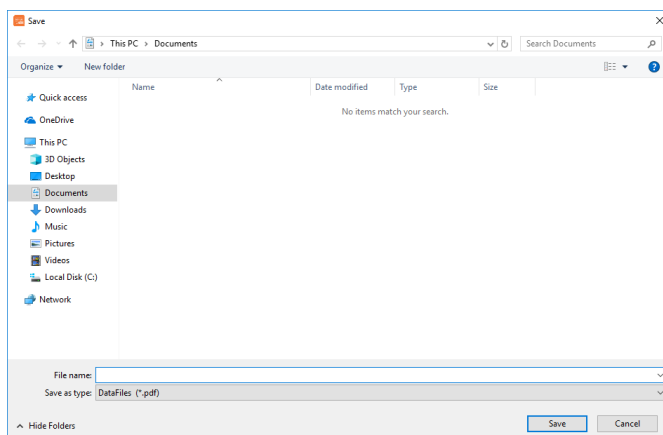 Save
This PC > Documents
Search Documents
Organize
New folder
Name
Date modified
Type
Size
No items match your search.
Quick access
OneDrive
This PC
3D Objects
Desktop
Documents
Downloads
Music
Pictures
Videos
Local Disk (C:)
Network
File name:
Save as type: DataFiles (*.pdf)
Hide Folders
Save
Cancel